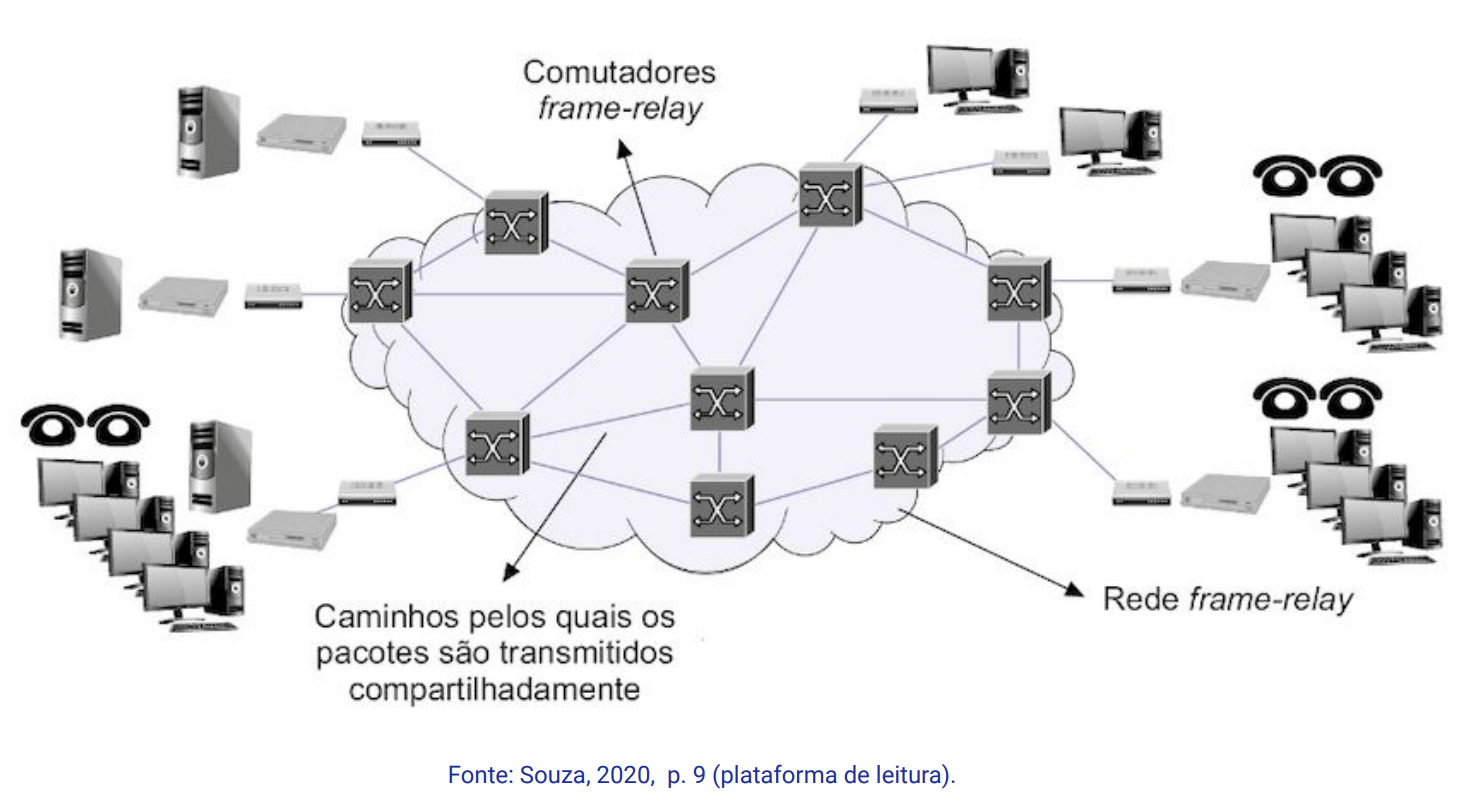 Comutadores
frame-relay
Caminhos pelos quais os
pacotes são transmitidos
compartilhadamente
Rede frame-relay
Fonte: Souza, 2020, p. 9 (plataforma de leitura).